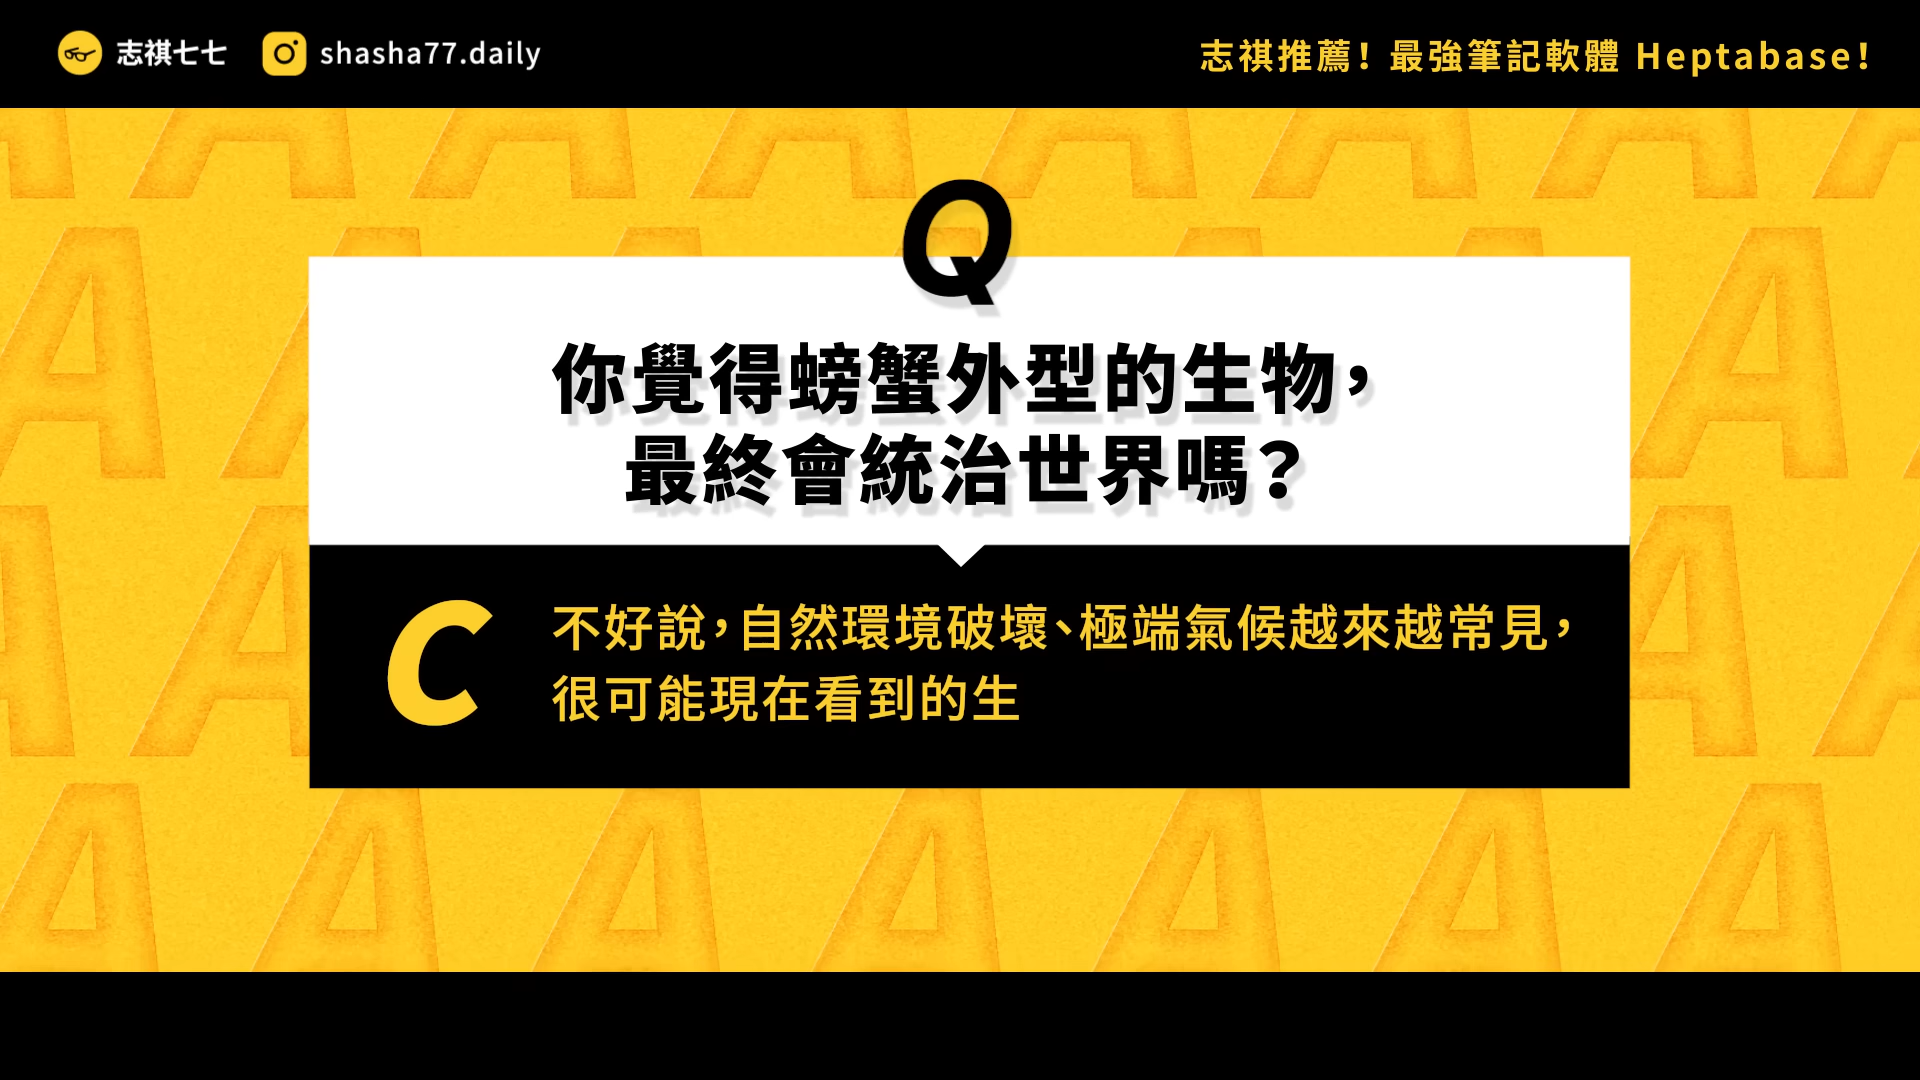 志祺七七 shasha77.daily
志祺推薦！最強筆記軟體 Heptabase！
Q
你覺得螃蟹外型的生物，
最終會統治世界嗎？
C
不好說，自然環境破壞、極端氣候越來越常見，
很可能現在看到的生